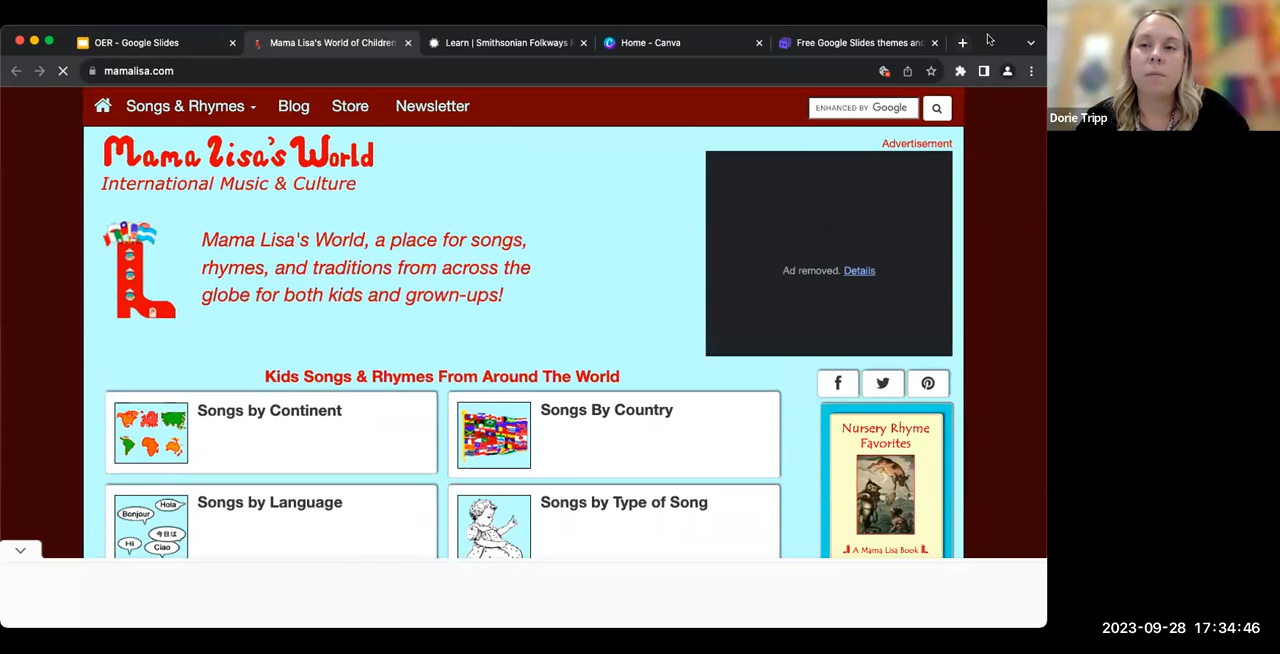 OER - Google Slides
Mama Lisa's World of Children
Learn | Smithsonian Folkways
Home - Canva
Free Google Slides themes an
mamalisa.com
Songs & Rhymes
Blog
Store
Newsletter
ENHANCED BY Google
Mama Lisa's World
International Music & Culture
Advertisement
Mama Lisa's World, a place for songs,
rhymes, and traditions from across the
globe for both kids and grown-ups!
Ad removed. Details
Kids Songs & Rhymes From Around The World
Songs by Continent
Songs By Country
Songs by Language
Bonjour
Hola
今日は
Hi
Ciao
Songs by Type of Song
Nursery Rhyme
Favorites
A Mama Lisa Book
Dorie Tripp
2023-09-28 17:34:46